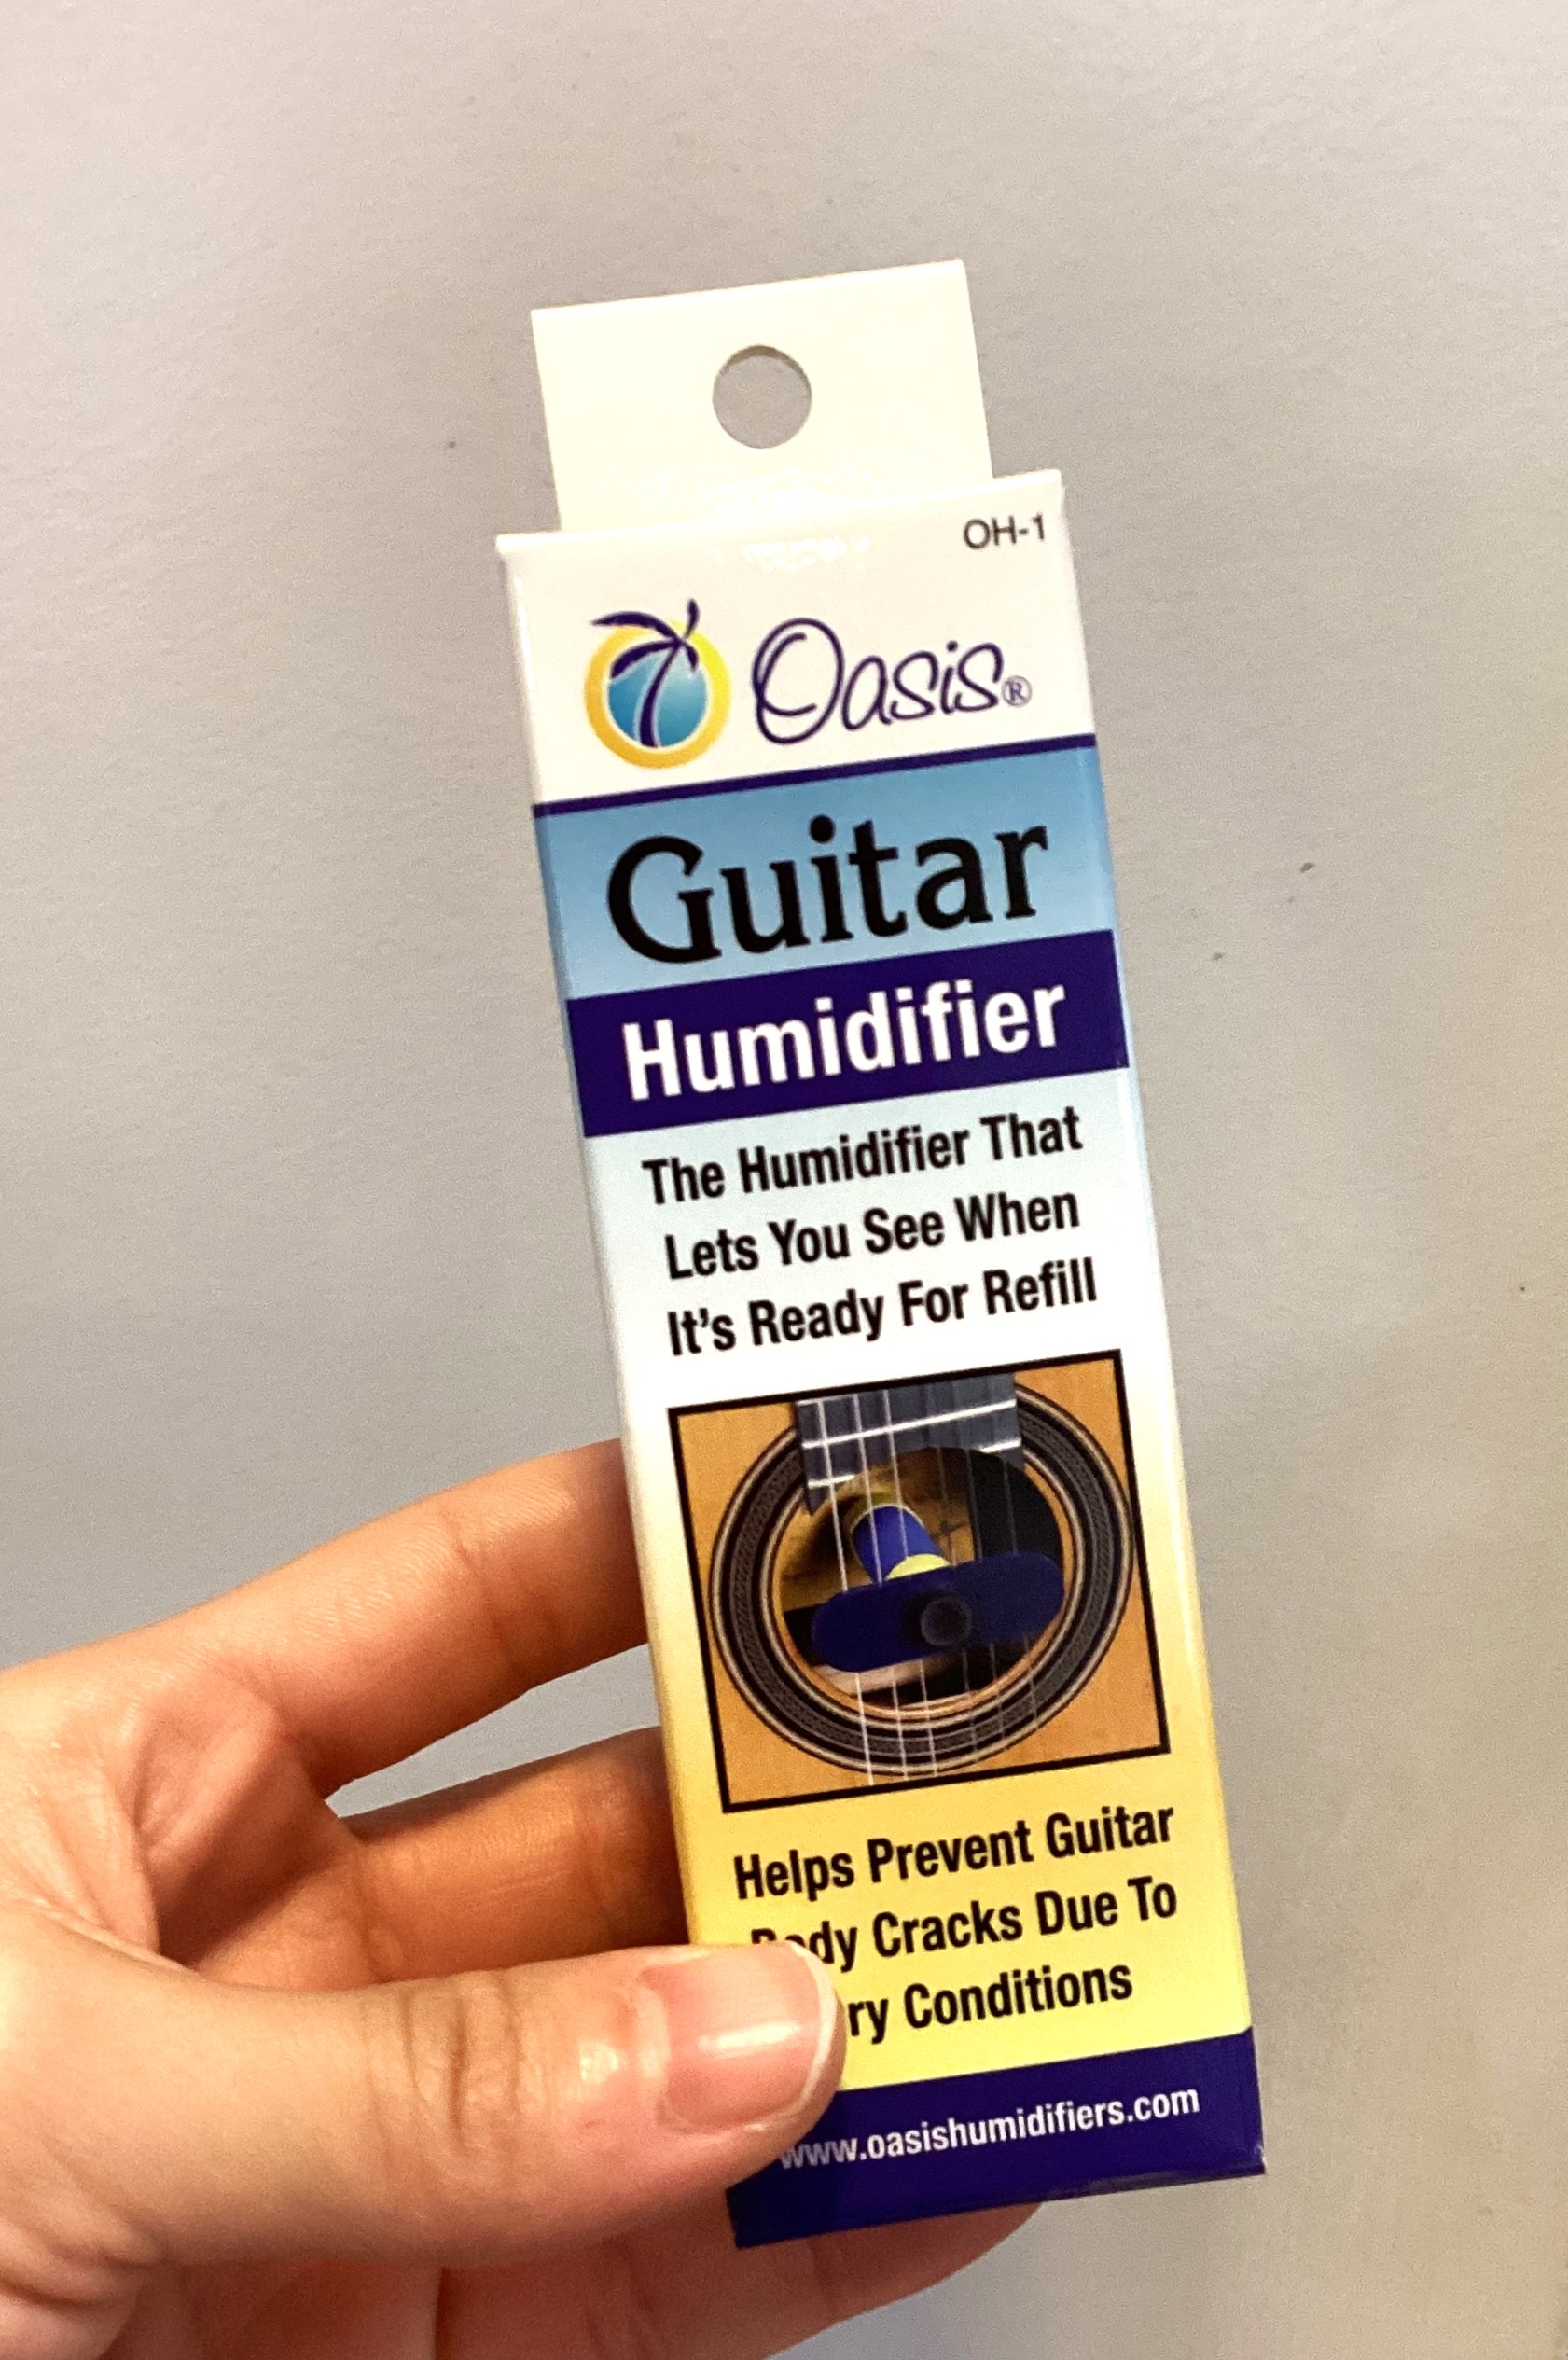 OH-1
Oasis®
Guitar
Humidifier
The Humidifier That
Lets You See When
It's Ready For Refill
Helps Prevent Guitar
Body Cracks Due To
Conditions
www.oasishumidifiers.com